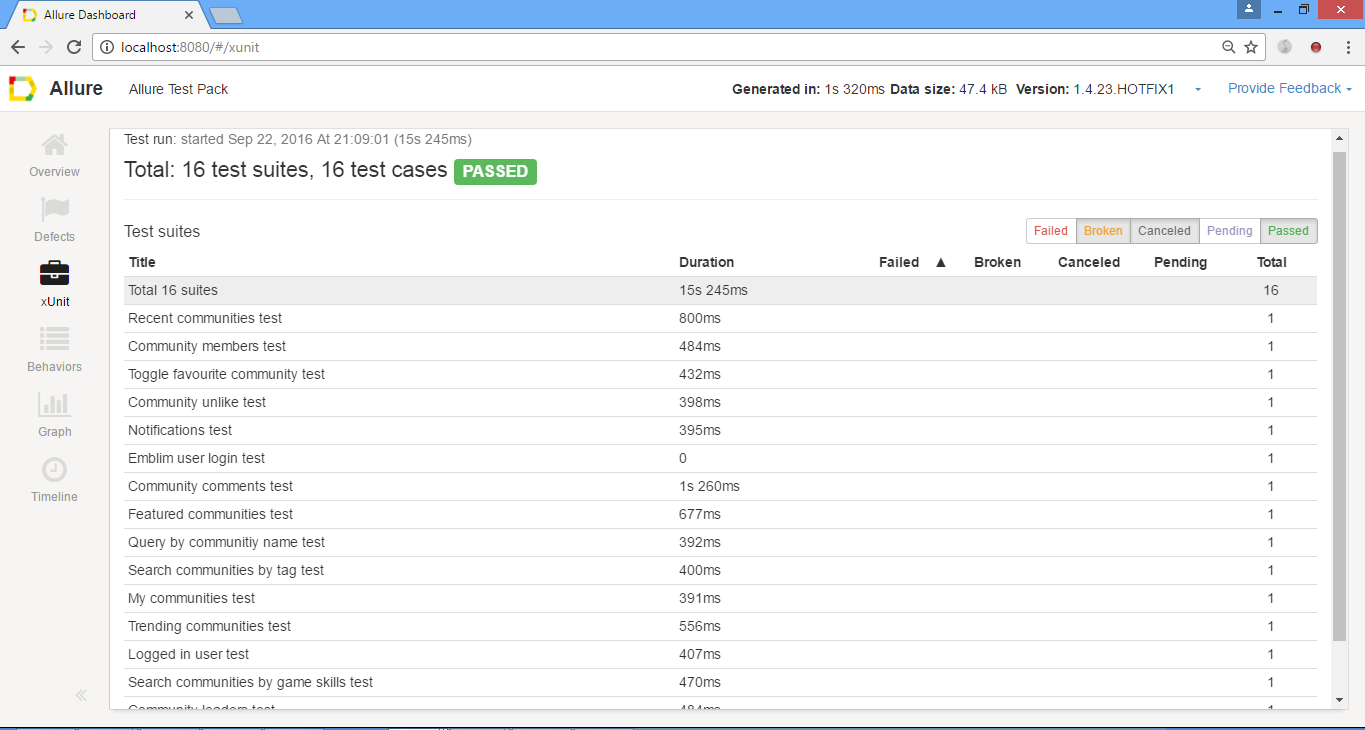 Allure Dashboard
localhost:8080/#/xunit
Allure Allure Test Pack Generated in: 1s 320ms Data size: 47.4 kB Version: 1.4.23.HOTFIX1 Provide Feedback
Overview
Defects
xUnit
Behaviors
Graph
Timeline
Test run: started Sep 22, 2016 At 21:09:01 (15s 245ms)
Total: 16 test suites, 16 test cases PASSED
Test suites Failed Broken Canceled Pending Passed
Title Duration Failed ▲ Broken Canceled Pending Total
Total 16 suites 15s 245ms 16
Recent communities test 800ms 1
Community members test 484ms 1
Toggle favourite community test 432ms 1
Community unlike test 398ms 1
Notifications test 395ms 1
Emblim user login test 0 1
Community comments test 1s 260ms 1
Featured communities test 677ms 1
Query by communitiy name test 392ms 1
Search communities by tag test 400ms 1
My communities test 391ms 1
Trending communities test 556ms 1
Logged in user test 407ms 1
Search communities by game skills test 470ms 1
Community leaders test 484ms 1